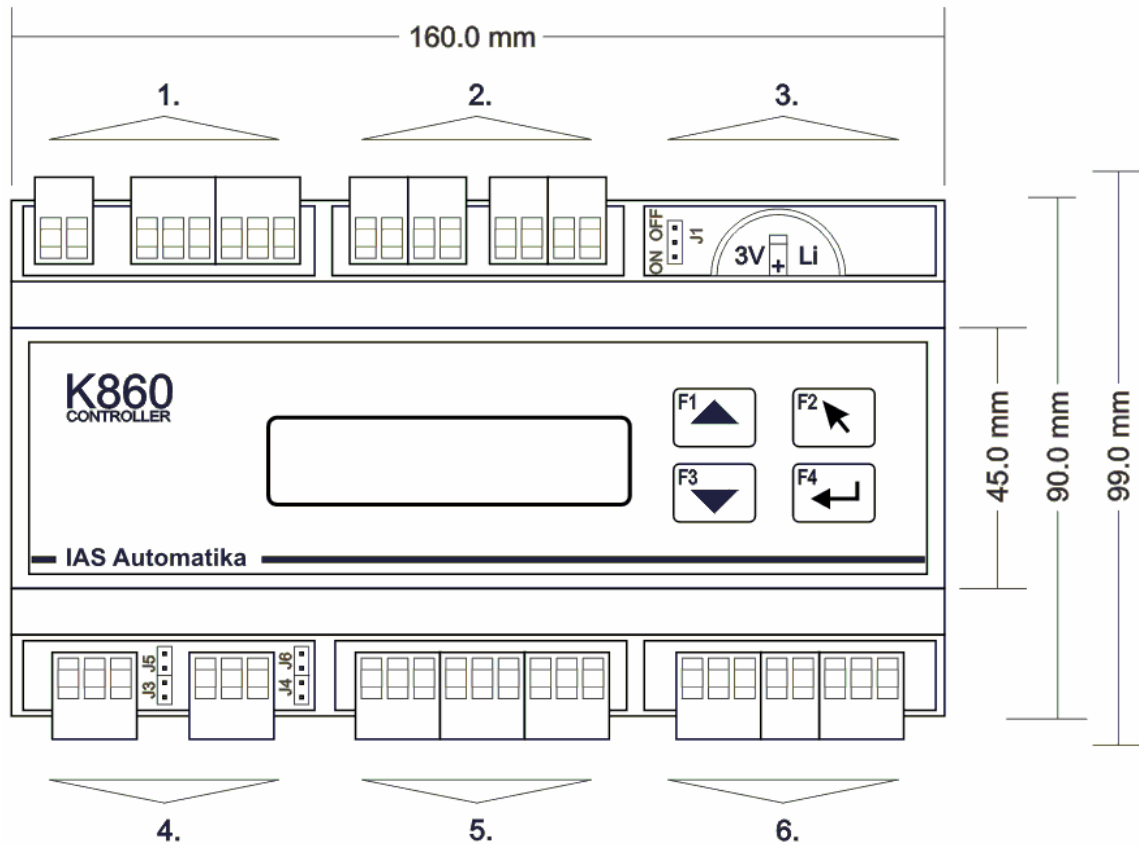 160.0 mm
1.
2.
3.
ON OFF
J1
3V + Li
K860
CONTROLLER
F1
F2
F3
F4
IAS Automatika
45.0 mm
90.0 mm
99.0 mm
J3 J5
J4 J6
4.
5.
6.